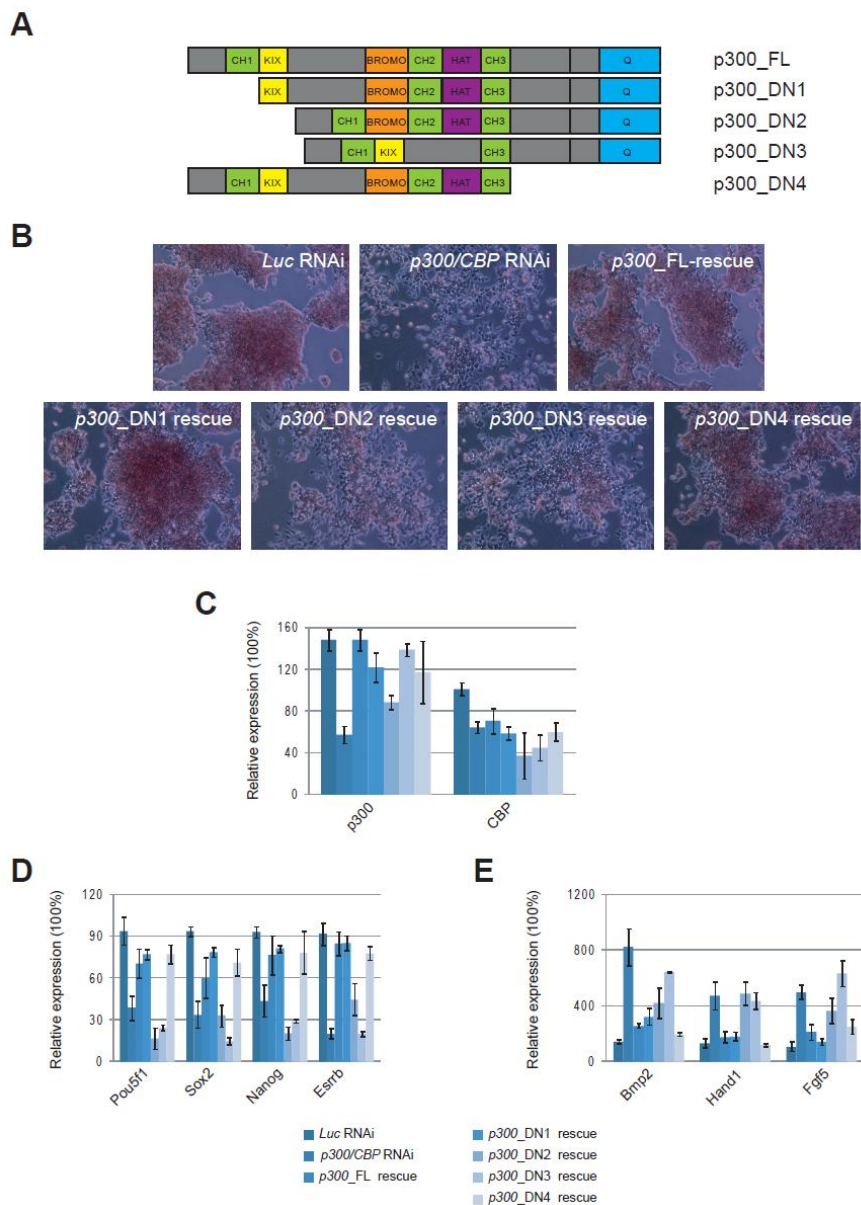 A
CH1 KIX BROMO CH2 HAT CH3 Q p300_FL
KIX BROMO CH2 HAT CH3 Q p300_DN1
CH1 BROMO CH2 HAT CH3 Q p300_DN2
CH1 KIX CH3 Q p300_DN3
CH1 KIX BROMO CH2 HAT CH3 p300_DN4
B
Luc RNAi p300/CBP RNAi p300_FL-rescue
p300_DN1 rescue p300_DN2 rescue p300_DN3 rescue p300_DN4 rescue
C
Relative expression (100%)
160
120
80
40
0
p300 CBP
D
Relative expression (100%)
120
90
60
30
0
Pou5f1 Sox2 Nanog Esrrb
E
Relative expression (100%)
1200
800
400
0
Bmp2 Hand1 Fgf5
Luc RNAi
p300/CBP RNAi
p300_FL rescue
p300_DN1 rescue
p300_DN2 rescue
p300_DN3 rescue
p300_DN4 rescue